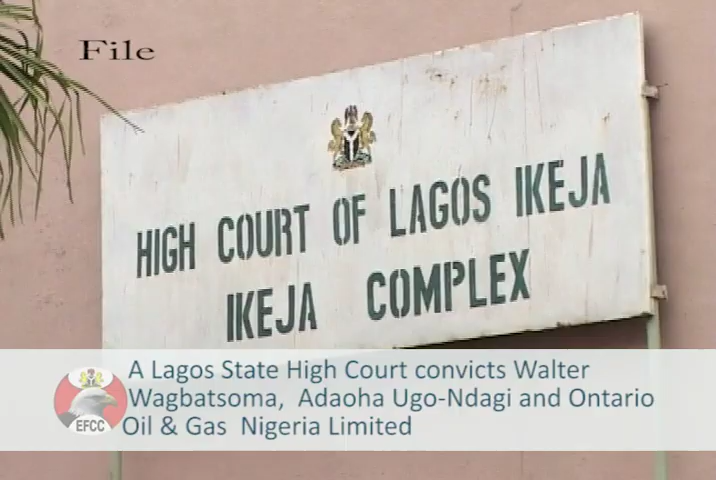 File
HIGH COURT OF LAGOS IKEJA
IKEJA COMPLEX
A Lagos State High Court convicts Walter
Wagbatsoma, Adaoha Ugo-Ndagi and Ontario
Oil & Gas Nigeria Limited
EFCC